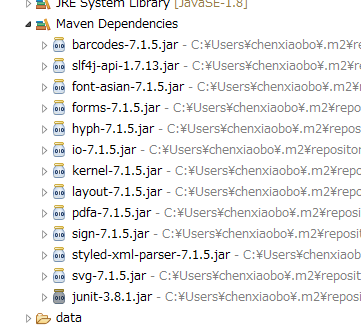 JRE System Library [JavaSE-1.8]
Maven Dependencies
barcodes-7.1.5.jar - C:¥Users¥chenxiaobo¥.m2¥re
slf4j-api-1.7.13.jar - C:¥Users¥chenxiaobo¥.m2¥
font-asian-7.1.5.jar - C:¥Users¥chenxiaobo¥.m2¥
forms-7.1.5.jar - C:¥Users¥chenxiaobo¥.m2¥repos
hyph-7.1.5.jar - C:¥Users¥chenxiaobo¥.m2¥reposi
io-7.1.5.jar - C:¥Users¥chenxiaobo¥.m2¥repositor
kernel-7.1.5.jar - C:¥Users¥chenxiaobo¥.m2¥repos
layout-7.1.5.jar - C:¥Users¥chenxiaobo¥.m2¥repos
pdfa-7.1.5.jar - C:¥Users¥chenxiaobo¥.m2¥reposit
sign-7.1.5.jar - C:¥Users¥chenxiaobo¥.m2¥reposit
styled-xml-parser-7.1.5.jar - C:¥Users¥chenxiaob
svg-7.1.5.jar - C:¥Users¥chenxiaobo¥.m2¥reposit
junit-3.8.1.jar - C:¥Users¥chenxiaobo¥.m2¥reposi
data